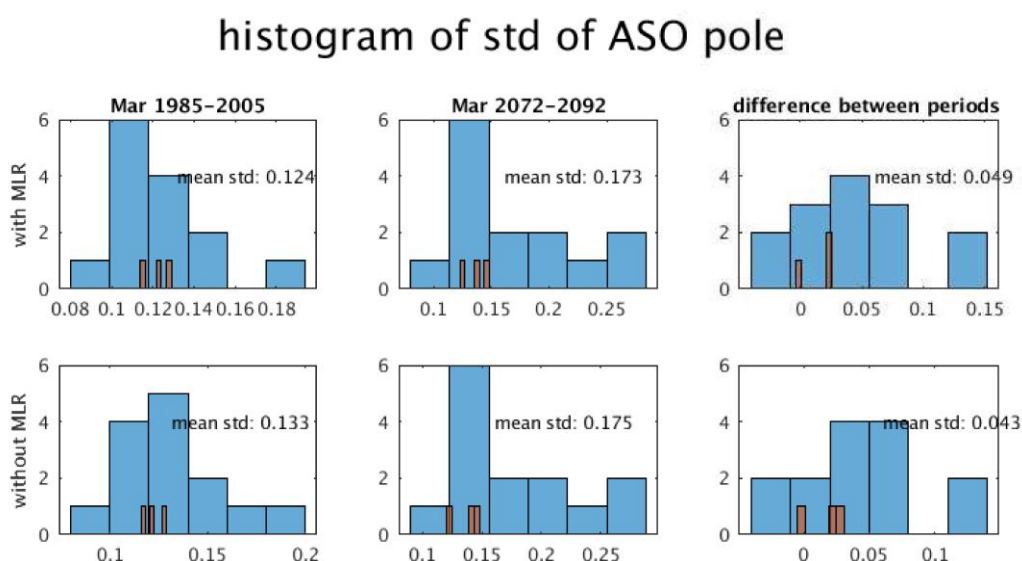 histogram of std of ASO pole
Mar 1985-2005
Mar 2072-2092
difference between periods
with MLR
6
4
2
0
mean std: 0.124
0.08 0.1 0.12 0.14 0.16 0.18
6
4
2
0
mean std: 0.173
0.1 0.15 0.2 0.25
6
4
2
0
mean std: 0.049
0 0.05 0.1 0.15
without MLR
6
4
2
0
mean std: 0.133
0.1 0.15 0.2
6
4
2
0
mean std: 0.175
0.1 0.15 0.2 0.25
6
4
2
0
mean std: 0.043
0 0.05 0.1